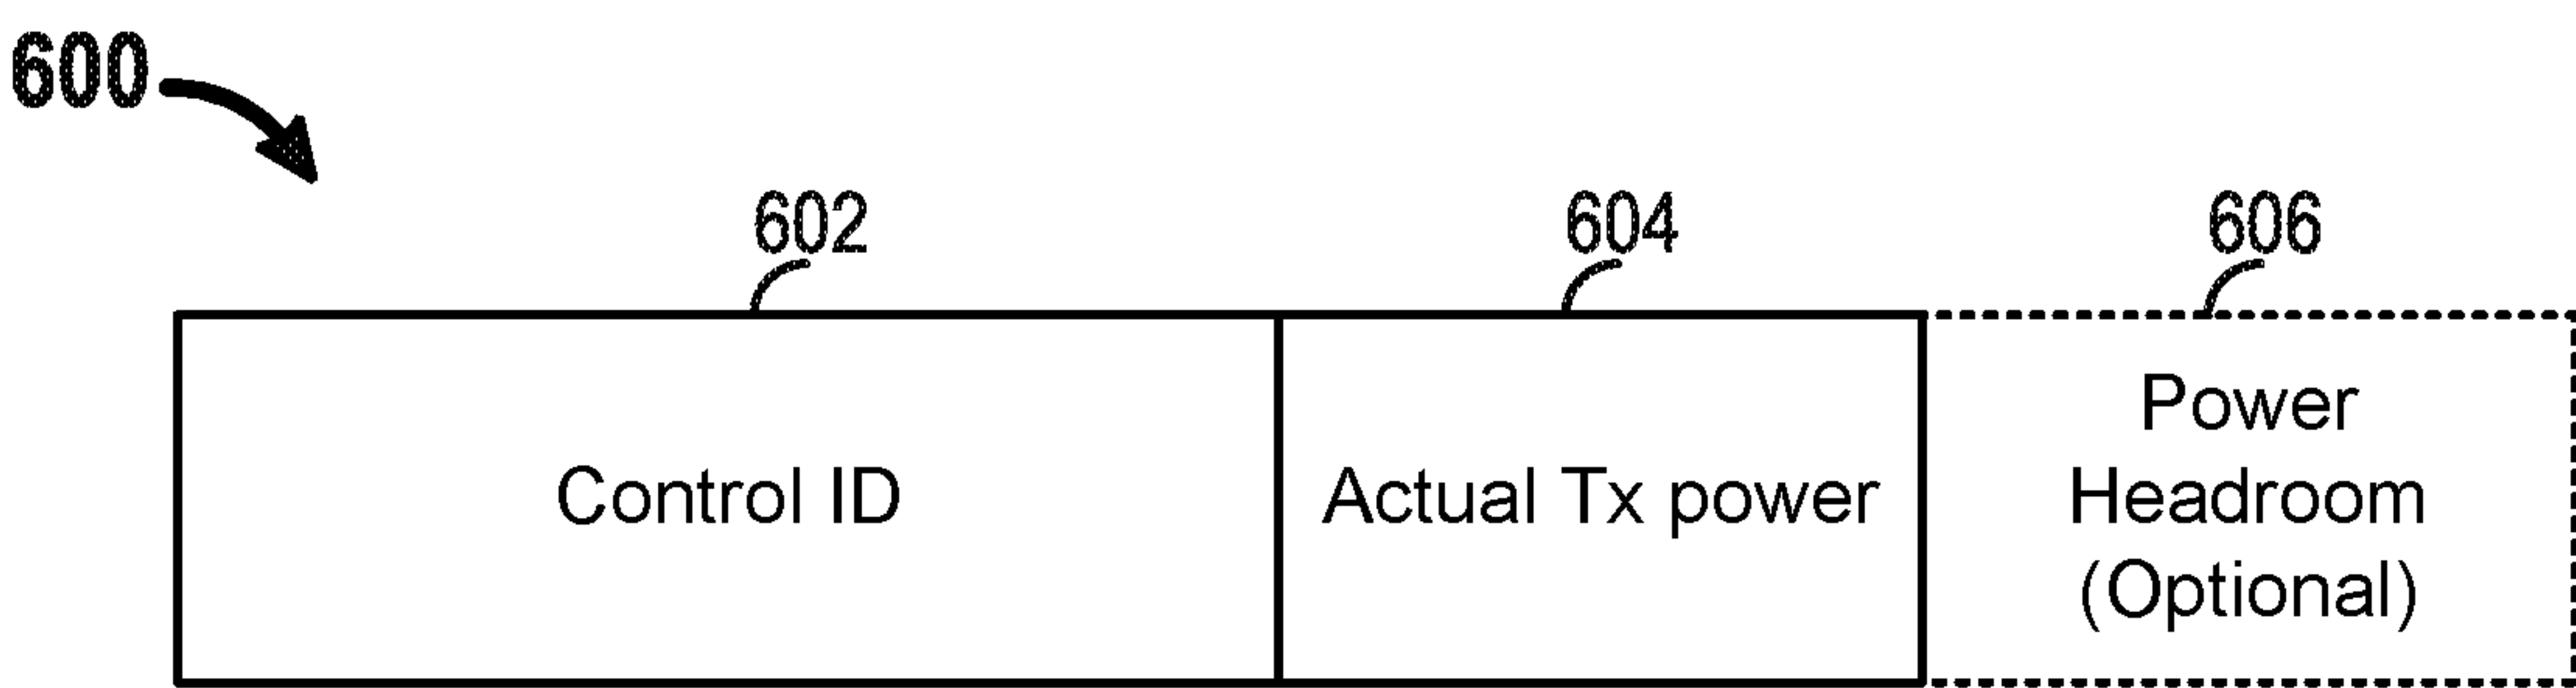 600
602
604
606
Control ID
Actual Tx power
Power
Headroom
(Optional)